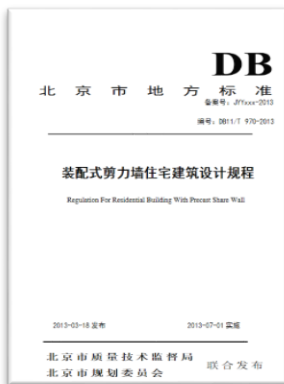 DB
北京市地方标准
备案号：JYYxxx-2013
编号：DB11/T 970-2013
装配式剪力墙住宅建筑设计规程
Regulation For Residential Building With Precast Share Wall
2013-03-18 发布
2013-07-01 实施
北京市质量技术监督局
北京市规划委员会
联合发布